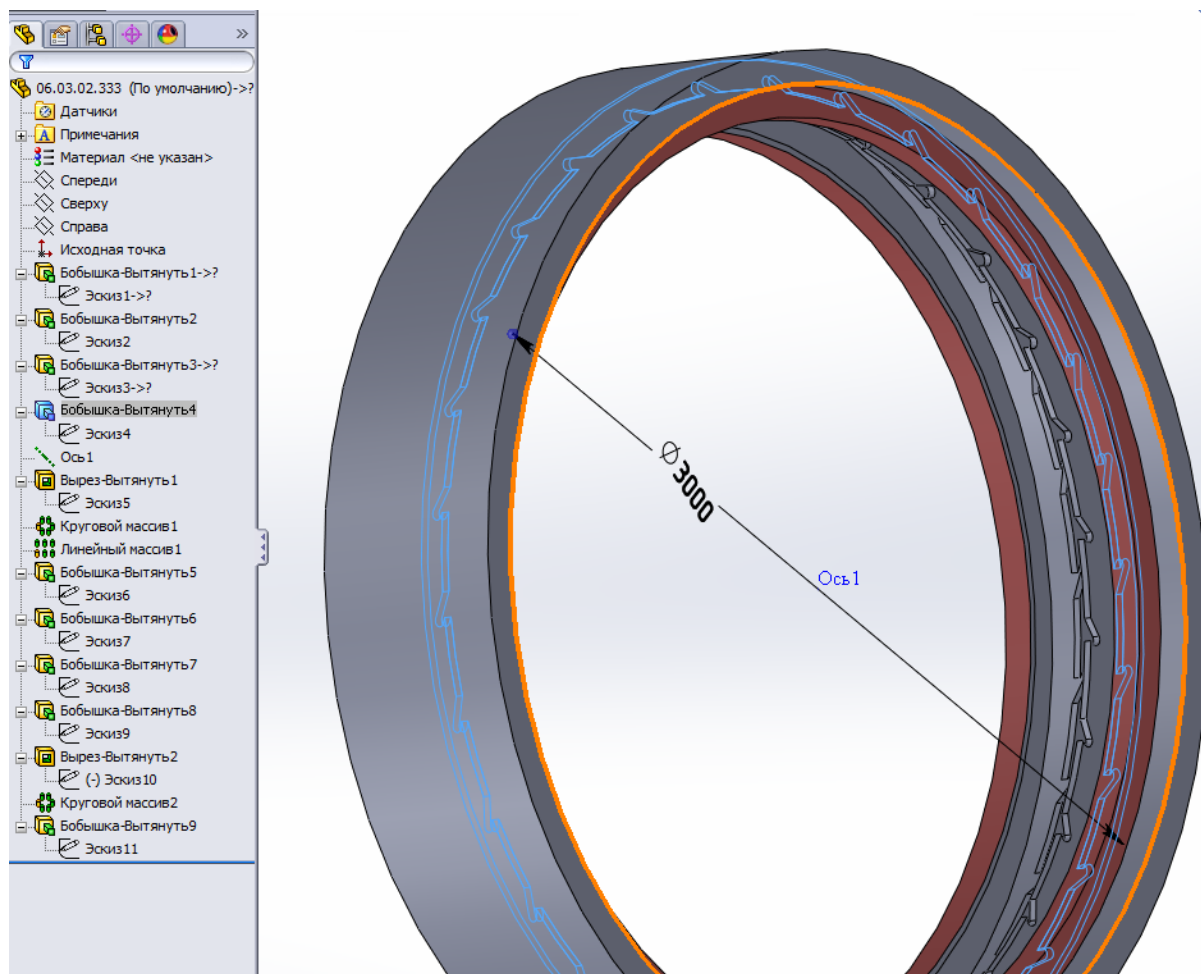 »
06.03.02.333 (По умолчанию)->?
Датчики
A Примечания
Материал <не указан>
Спереди
Сверху
Справа
Исходная точка
Бобышка-Вытянуть1->?
Эскиз1->?
Бобышка-Вытянуть2
Эскиз2
Бобышка-Вытянуть3->?
Эскиз3->?
Бобышка-Вытянуть4
Эскиз4
Ось1
Вырез-Вытянуть1
Эскиз5
Круговой массив1
Линейный массив1
Бобышка-Вытянуть5
Эскиз6
Бобышка-Вытянуть6
Эскиз7
Бобышка-Вытянуть7
Эскиз8
Бобышка-Вытянуть8
Эскиз9
Вырез-Вытянуть2
(-) Эскиз10
Круговой массив2
Бобышка-Вытянуть9
Эскиз11
∅3000
Ось1